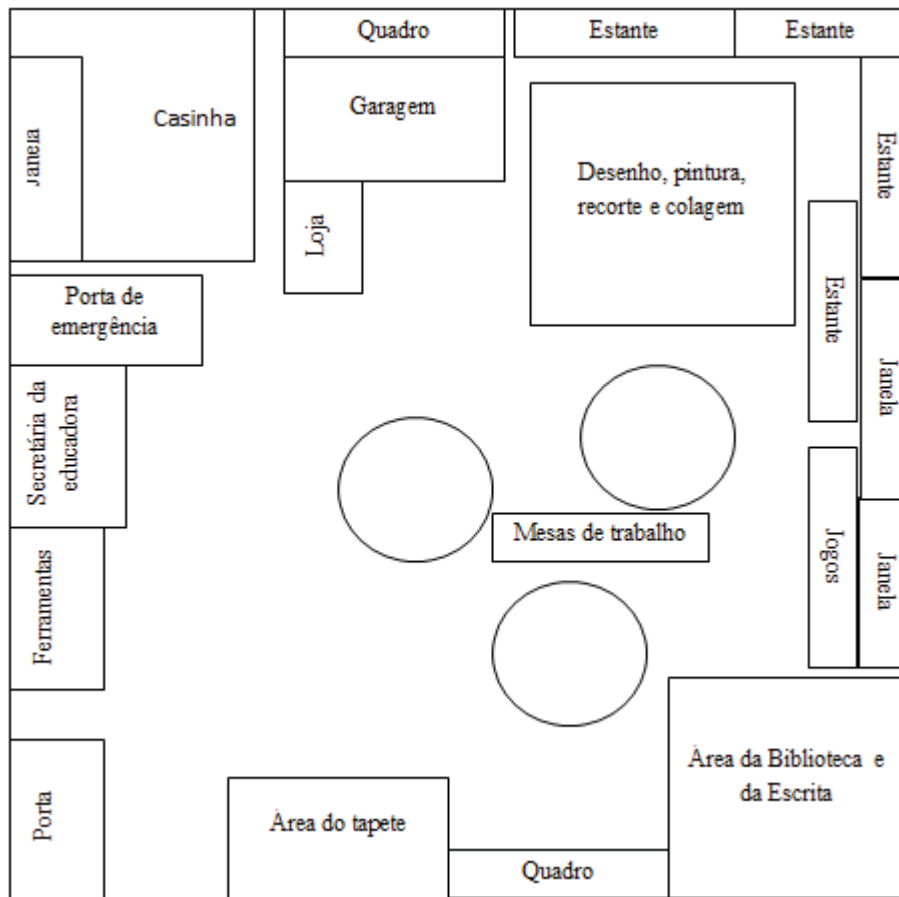 Quadro
Estante
Estante
Garagem
Casinha
Janela
Estante
Desenho, pintura,
recorte e colagem
Loja
Porta de
emergência
Estante
Janela
Secretária da
educadora
Mesas de trabalho
Jogos
Janela
Ferramentas
Área da Biblioteca e
da Escrita
Porta
Área do tapete
Quadro